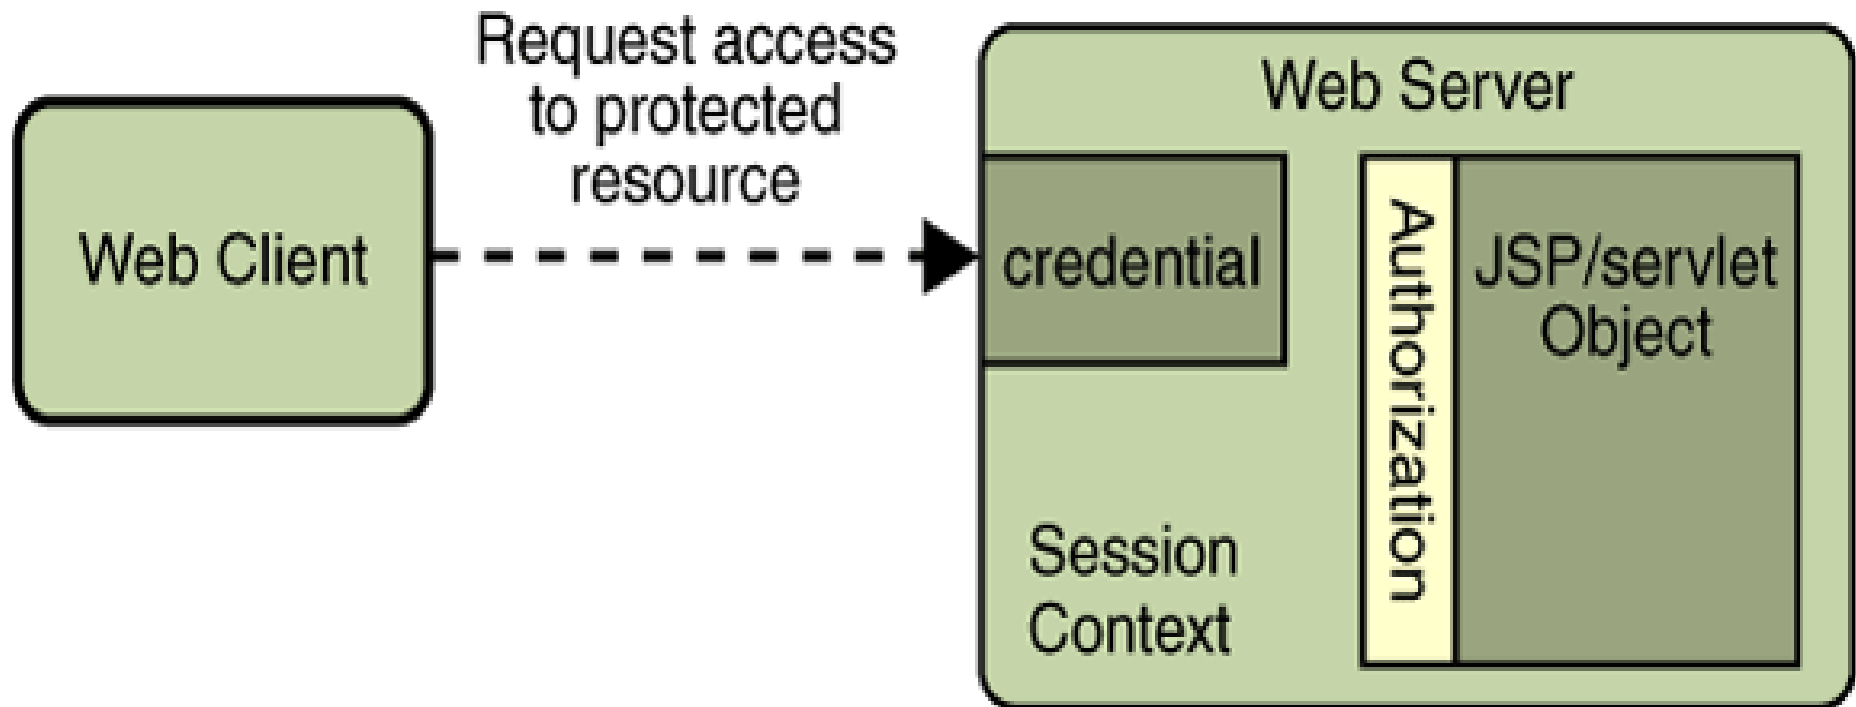 Request access
to protected
resource
Web Client
Web Server
credential
Authorization
JSP/servlet
Object
Session
Context